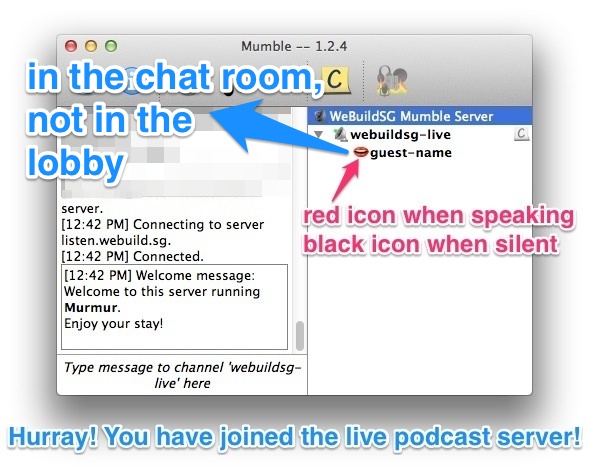 Mumble -- 1.2.4
in the chat room,
not in the
lobby
C
WeBuildSG Mumble Server
webuildsg-live
C
guest-name
red icon when speaking
black icon when silent
server.
[12:42 PM] Connecting to server
listen.webuild.sg.
[12:42 PM] Connected.
[12:42 PM] Welcome message:
Welcome to this server running
Murmur.
Enjoy your stay!
Type message to channel 'webuildsg-
live' here
Hurray! You have joined the live podcast server!